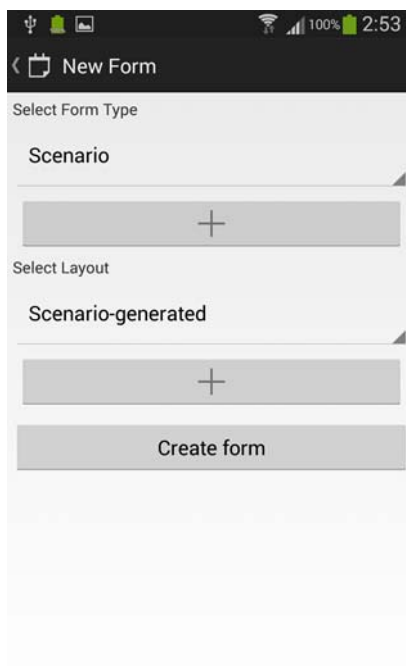 100% 2:53
New Form
Select Form Type
Scenario
Select Layout
Scenario-generated
Create form